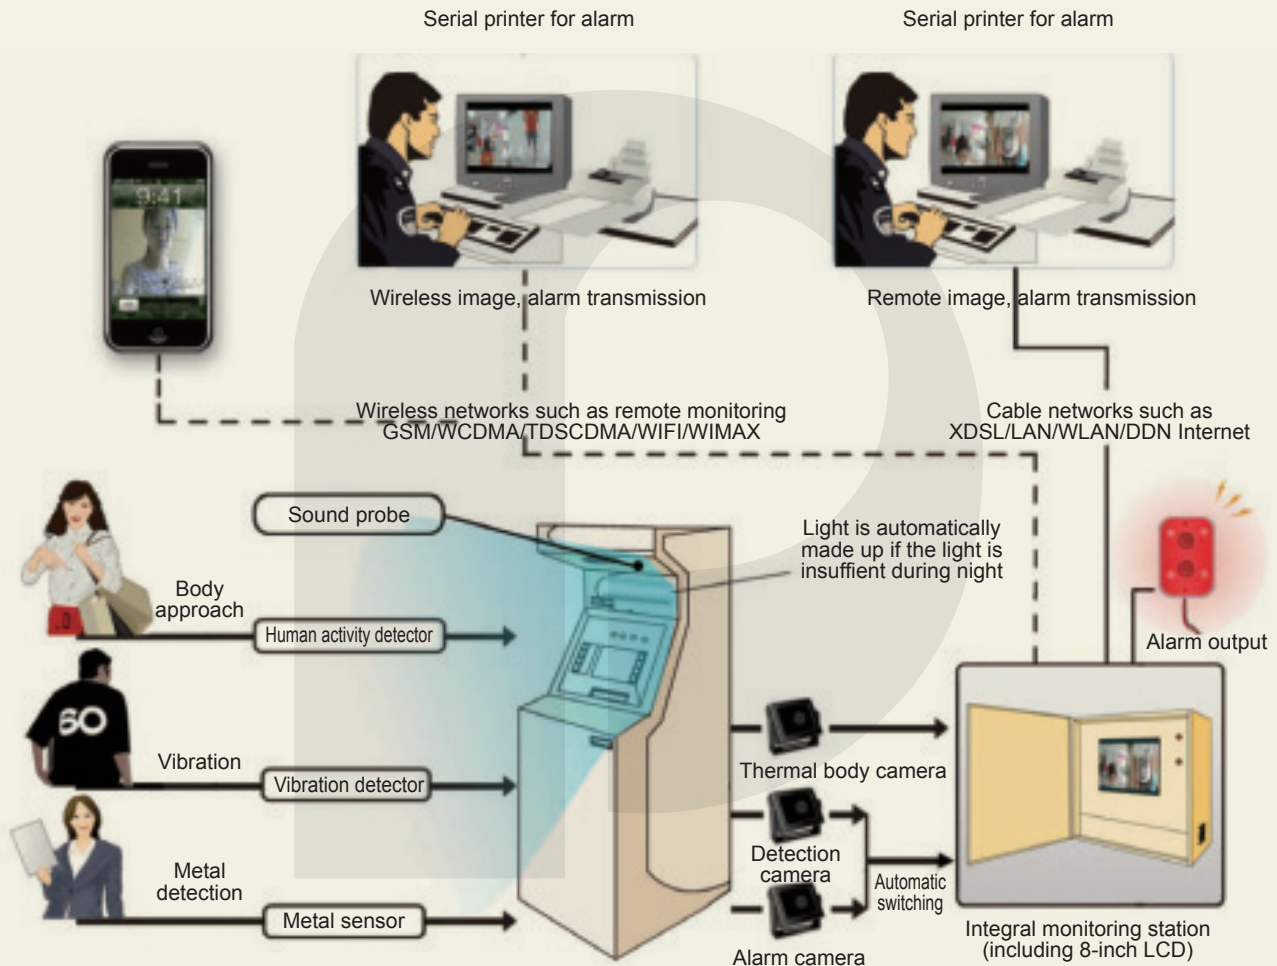 Serial printer for alarm
Serial printer for alarm
9:41
Wireless image, alarm transmission
Remote image, alarm transmission
Wireless networks such as remote monitoring
GSM/WCDMA/TDSCDMA/WIFI/WIMAX
Cable networks such as
XDSL/LAN/WLAN/DDN Internet
Sound probe
Light is automatically
made up if the light is
insuffient during night
Body
approach
Human activity detector
Alarm output
60
Vibration
Vibration detector
Thermal body camera
Detection
camera
Metal
detection
Metal sensor
Automatic
switching
Alarm camera
Integral monitoring station
(including 8-inch LCD)